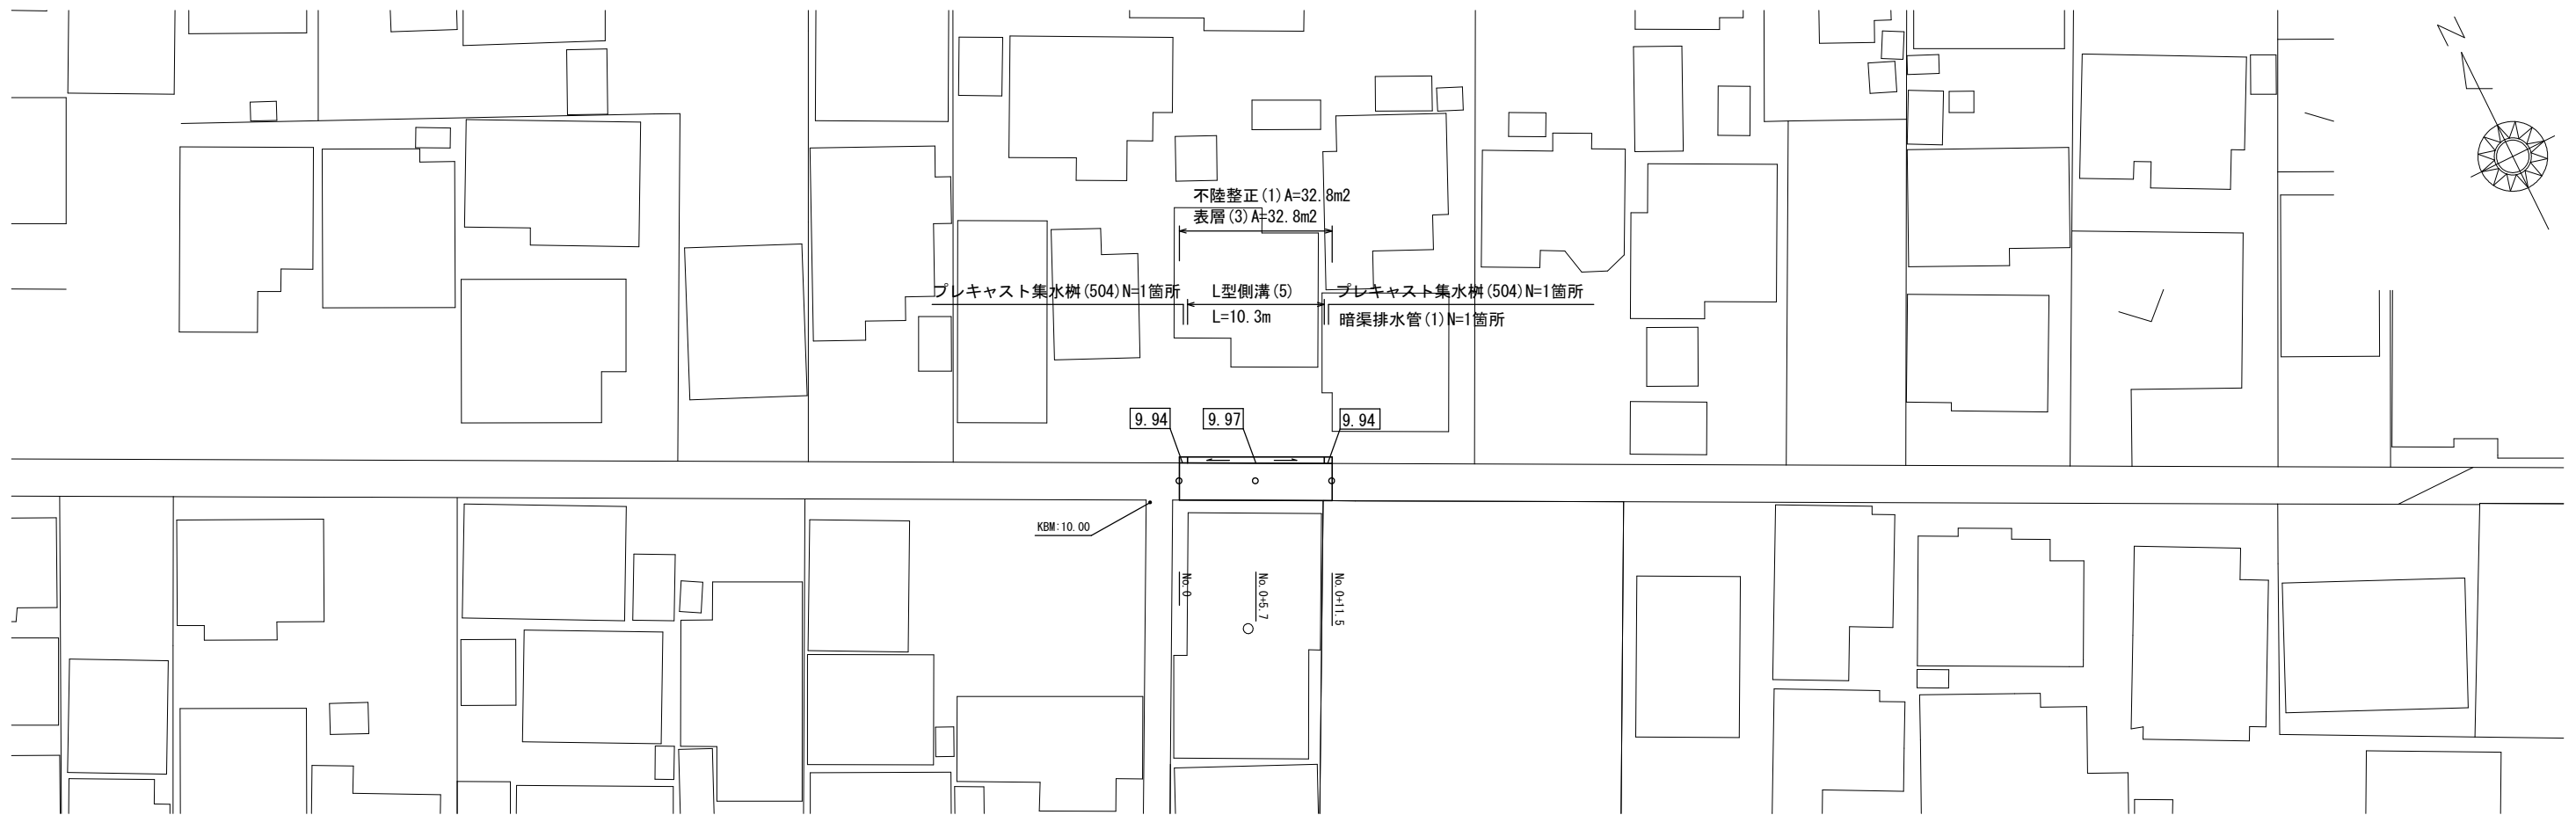 N
不陸整正(1)A=32.8m2
表層(3)A=32.8m2
プレキャスト集水桝(504)N=1箇所
L型側溝(5)
L=10.3m
プレキャスト集水桝(504)N=1箇所
暗渠排水管(1)N=1箇所
9.94
9.97
9.94
KBM:10.00
No.0
No.0+5.7
No.0+11.5